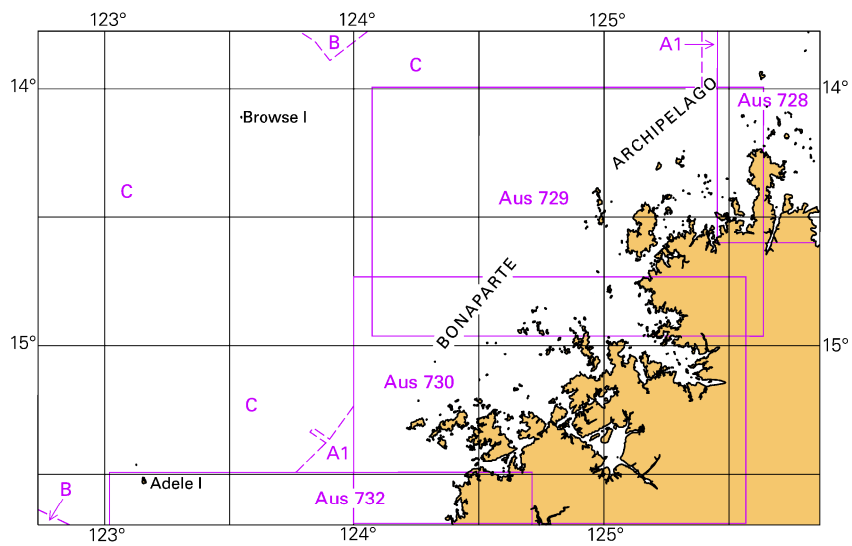 123° 124° 125°
B A1
C
14° 14°
Aus 728
Browse I
ARCHIPELAGO
C
Aus 729
BONAPARTE
15° 15°
Aus 730
C
A1
B Adele I
Aus 732
123° 124° 125°